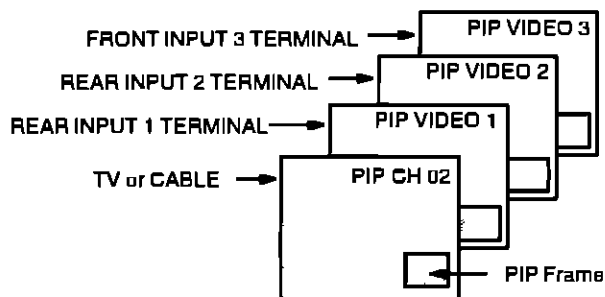 FRONT INPUT 3 TERMINAL
PIP VIDEO 3
REAR INPUT 2 TERMINAL
PIP VIDEO 2
REAR INPUT 1 TERMINAL
PIP VIDEO 1
TV or CABLE
PIP CH 02
PIP Frame